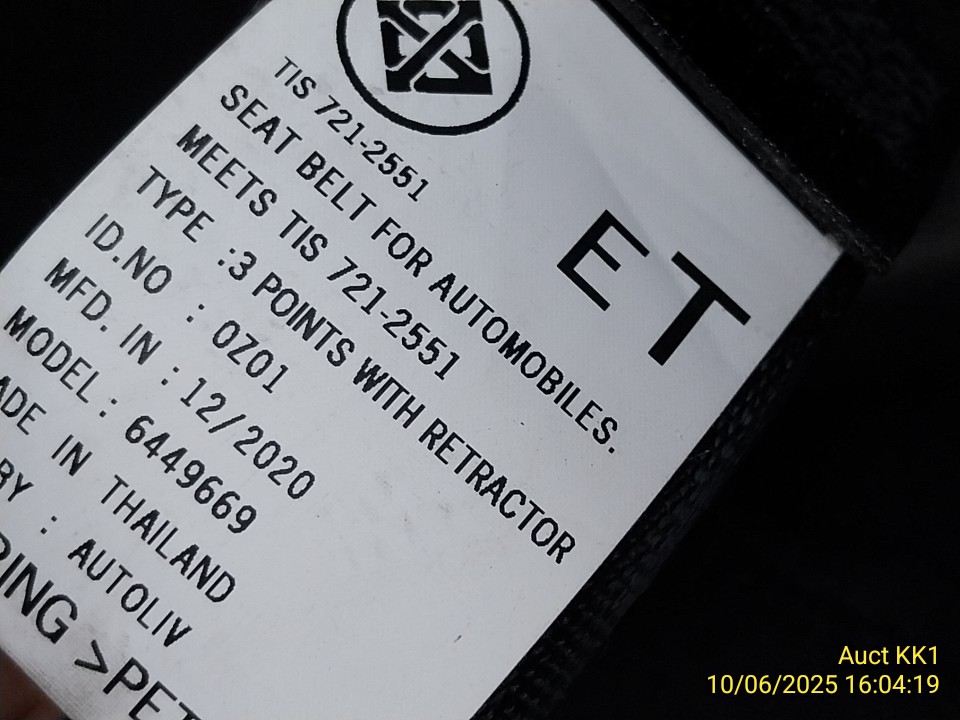 TIS 721-2551
SEAT BELT FOR AUTOMOBILES.
MEETS TIS 721-2551
TYPE :3 POINTS WITH RETRACTOR
ID.NO : 0Z01
MFD. IN : 12/2020
MODEL : 6449669
ADE IN THAILAND
BY : AUTOLIV
RING >PET
ET
Auct KK1
10/06/2025 16:04:19